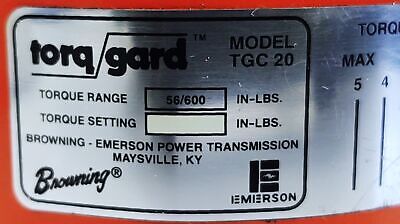 torq/gard™ MODEL
TGC 20
TORQUE RANGE 56/600 IN-LBS.
TORQUE SETTING IN-LBS.
BROWNING - EMERSON POWER TRANSMISSION
MAYSVILLE, KY
Browning® EMERSON
TORQU
MAX
5 4